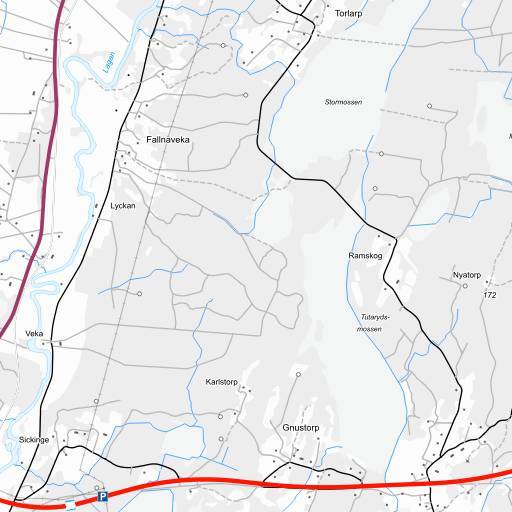 Torlarp
Lagan
Stormossen
Fallnaveka
Lyckan
Ramskog
Nyatorp
172
Tutaryds-
mossen
Veka
Karlstorp
Gnustorp
Sickinge
P